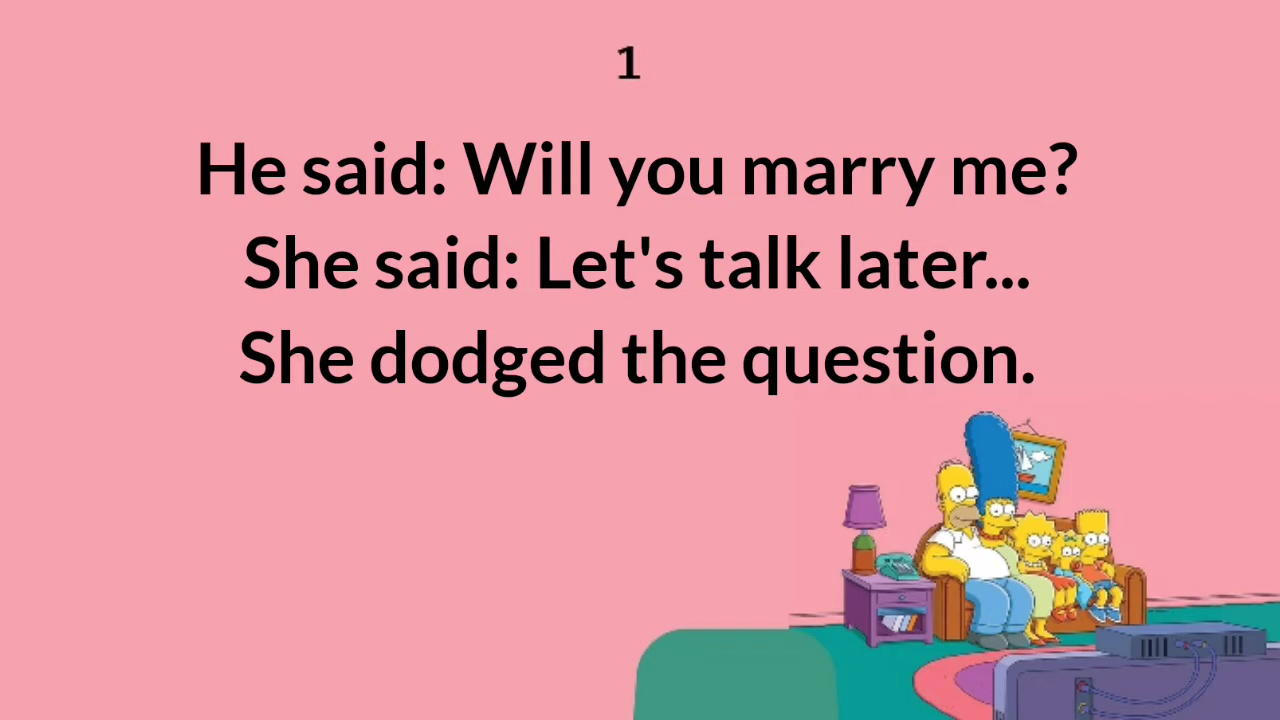 1
He said: Will you marry me?
She said: Let's talk later...
She dodged the question.